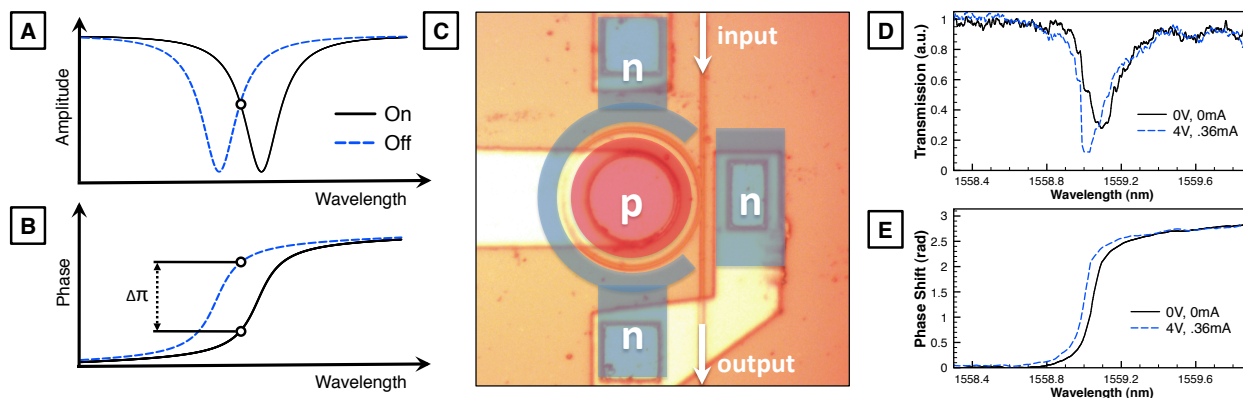 A
Amplitude
On
Off
Wavelength
B
Phase
Δπ
Wavelength
C
input
n
p
n
n
output
D
Transmission (a.u.)
1
0.8
0.6
0.4
0.2
0
0V, 0mA
4V, .36mA
1558.4 1558.8 1559.2 1559.6
Wavelength (nm)
E
Phase Shift (rad)
3
2.5
2
1.5
1
0.5
0
0V, 0mA
4V, .36mA
1558.4 1558.8 1559.2 1559.6
Wavelength (nm)